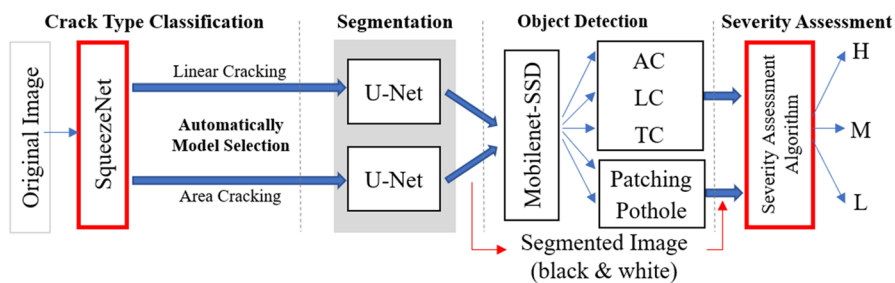 Crack Type Classification
Segmentation
Object Detection
Severity Assessment
Original Image
SqueezeNet
Linear Cracking
Automatically
Model Selection
Area Cracking
U-Net
U-Net
Mobilenet-SSD
AC
LC
TC
Patching
Pothole
Segmented Image
(black & white)
Severity Assessment
Algorithm
H
M
L